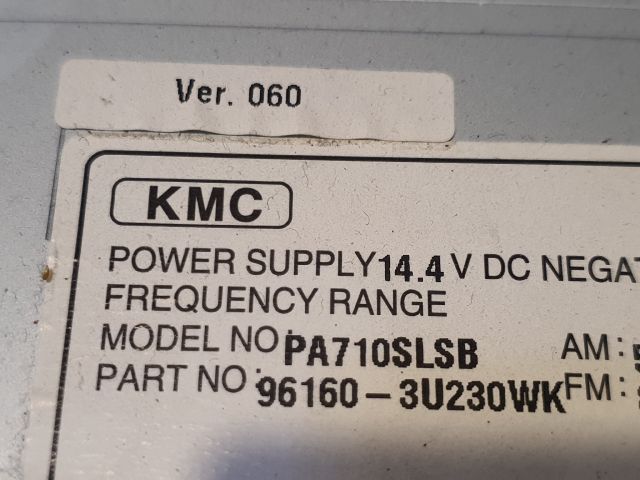 Ver. 060
KMC
POWER SUPPLY 14.4 V DC
FREQUENCY RANGE
MODEL NO: PA710SLSB AM:
PART NO: 96160-3U230WK FM: